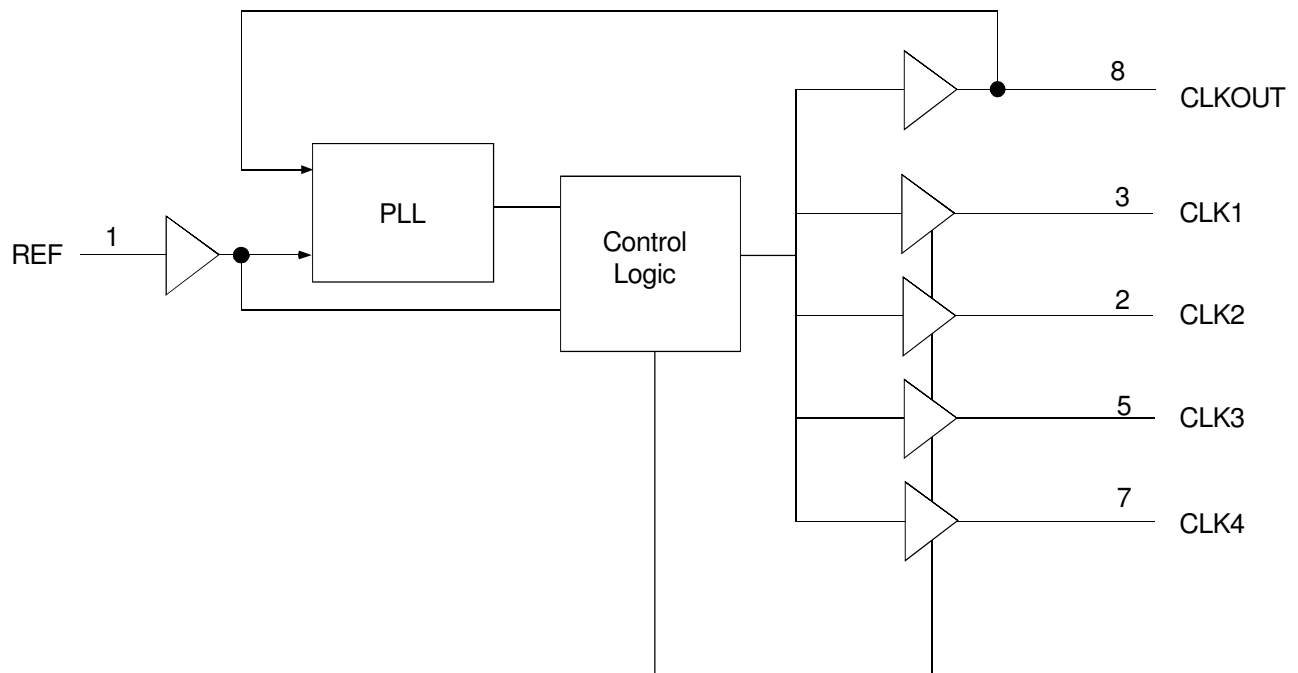 8
CLKOUT
PLL
3
CLK1
REF
1
Control
Logic
2
CLK2
5
CLK3
7
CLK4